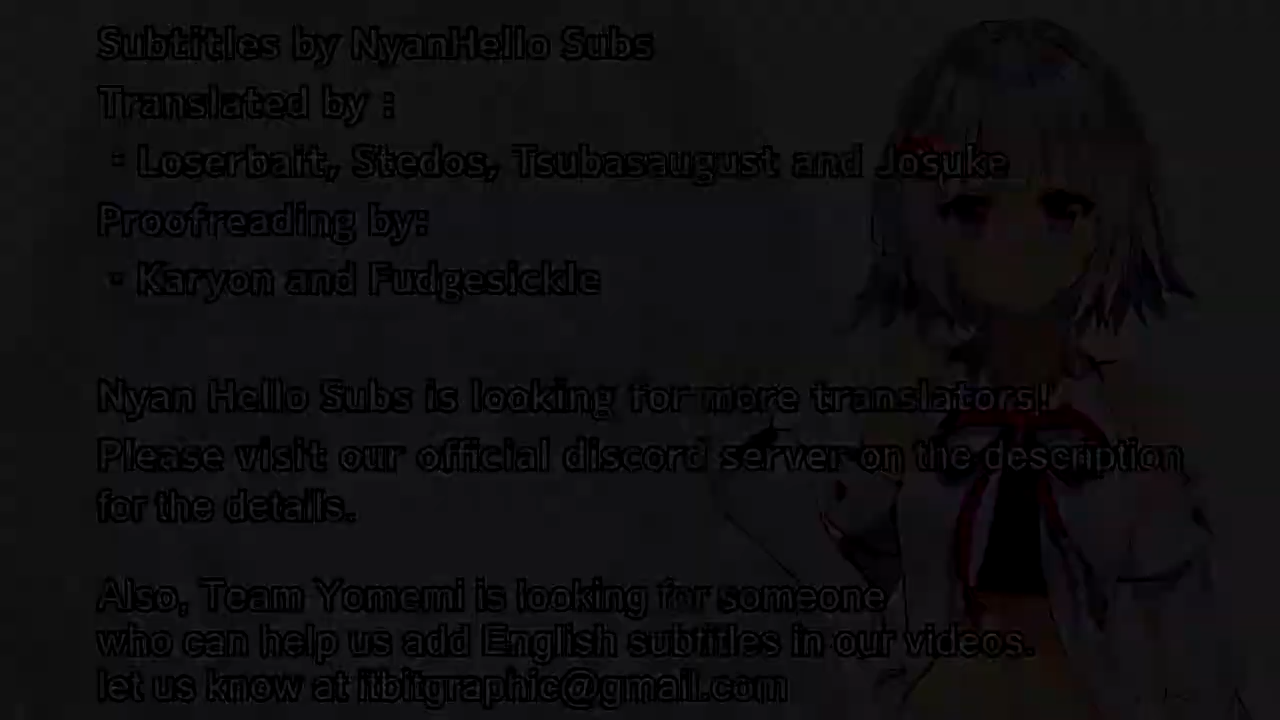 Subtitles by NyanHello Subs
Translated by :
・Loserbait, Stedos, Tsubasaugust and Josuke
Proofreading by:
・Karyon and Fudgesickle
Nyan Hello Subs is looking for more translators!
Please visit our official discord server on the description
for the details.
Also, Team Yomemi is looking for someone
who can help us add English subtitles in our videos.
let us know at itbitgraphic@gmail.com